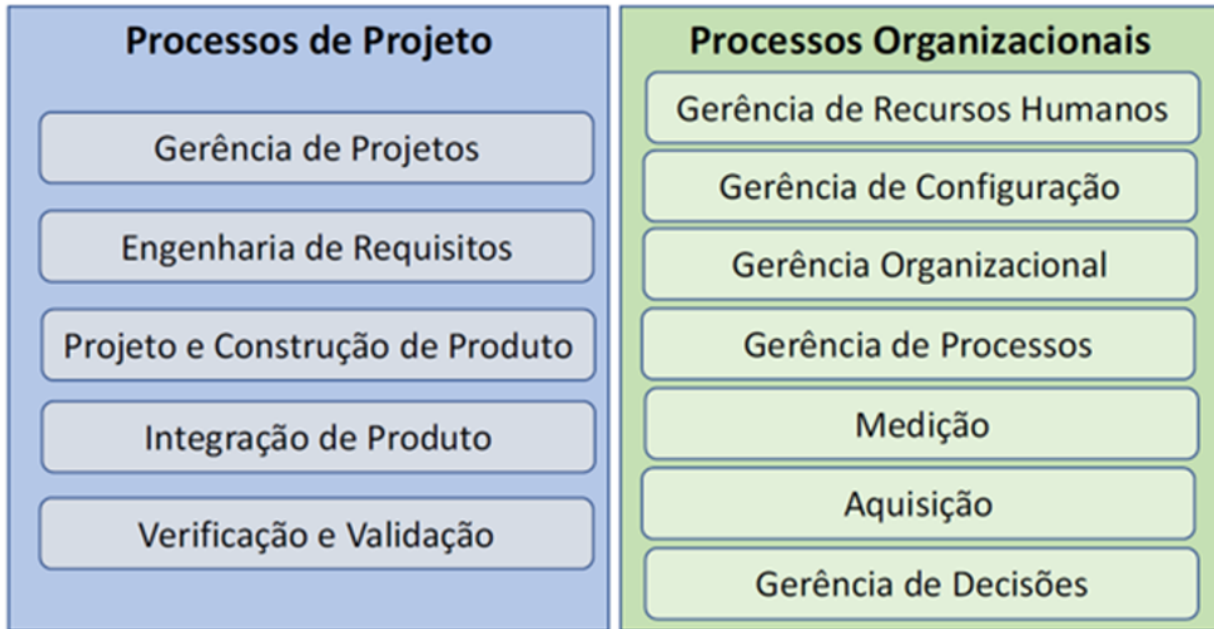 Processos de Projeto
Gerência de Projetos
Engenharia de Requisitos
Projeto e Construção de Produto
Integração de Produto
Verificação e Validação
Processos Organizacionais
Gerência de Recursos Humanos
Gerência de Configuração
Gerência Organizacional
Gerência de Processos
Medição
Aquisição
Gerência de Decisões